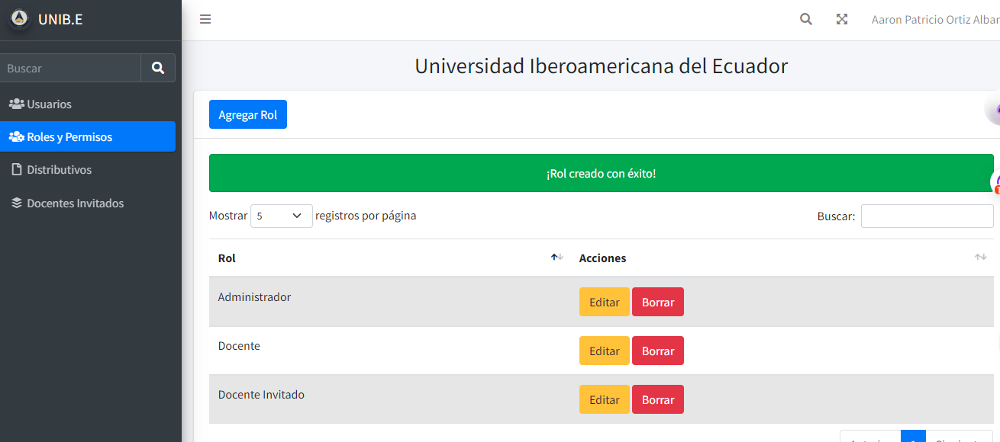 UNIB.E
Aaron Patricio Ortiz
Buscar
Usuarios
Roles y Permisos
Distributivos
Docentes Invitados
Universidad Iberoamericana del Ecuador
Agregar Rol
¡Rol creado con éxito!
Mostrar 5 registros por página
Buscar:
Rol Acciones
Administrador Editar Borrar
Docente Editar Borrar
Docente Invitado Editar Borrar